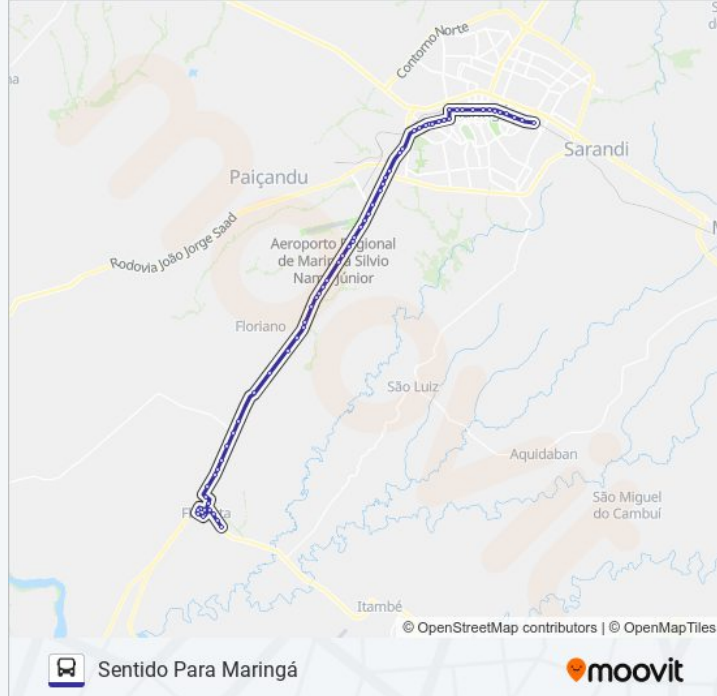 Contorno Norte
Sarandi
Paiçandu
Rodovia João Jorge Saad
Aeroporto Regional
de Maringá Silvio
Name Júnior
Floriano
São Luiz
Aquidaban
São Miguel
do Cambuí
Floresta
Itambé
© OpenStreetMap contributors | © OpenMapTiles
Sentido Para Maringá
moovit